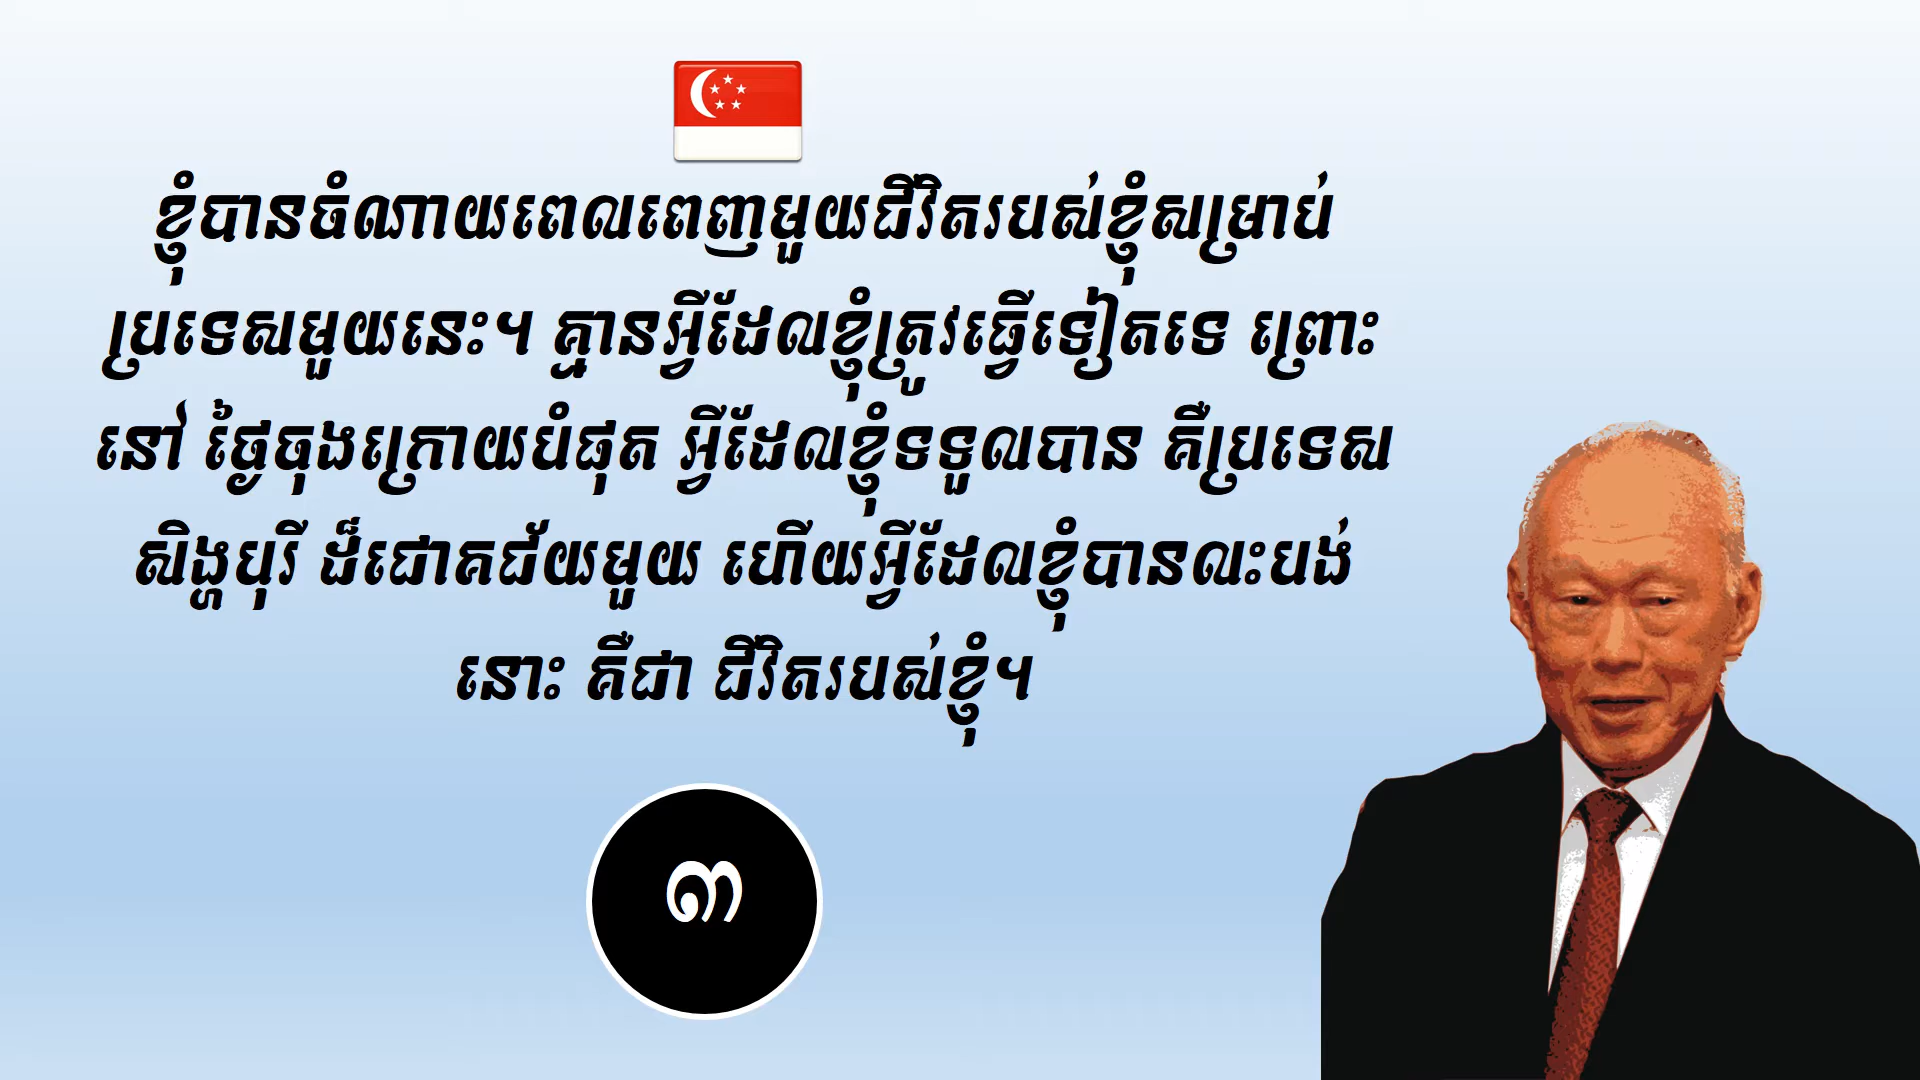 ខ្ញុំបានចំណាយពេលពេញមួយជីវិតរបស់ខ្ញុំសម្រាប់
ប្រទេសមួយនេះ។ គ្មានអ្វីដែលខ្ញុំត្រូវធ្វើទៀតទេ ព្រោះ
នៅ ថ្ងៃចុងក្រោយបំផុត អ្វីដែលខ្ញុំទទួលបាន គឺប្រទេស
សិង្ហបុរី ដ៏ជោគជ័យមួយ ហើយអ្វីដែលខ្ញុំបានលះបង់
នោះ គឺជា ជីវិតរបស់ខ្ញុំ។
៣